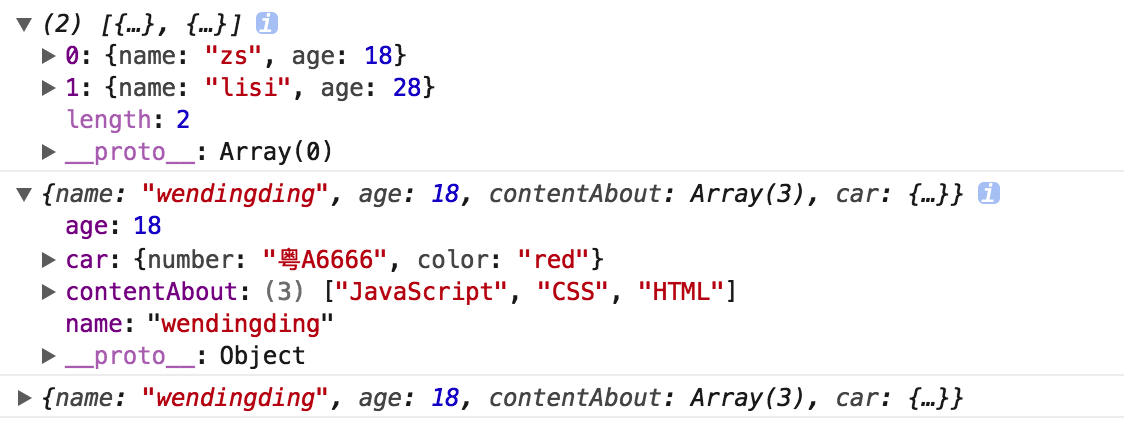 (2) [{…}, {…}] i
0: {name: "zs", age: 18}
1: {name: "lisi", age: 28}
length: 2
__proto__: Array(0)
{name: "wendingding", age: 18, contentAbout: Array(3), car: {…}} i
age: 18
car: {number: "粤A6666", color: "red"}
contentAbout: (3) ["JavaScript", "CSS", "HTML"]
name: "wendingding"
__proto__: Object
{name: "wendingding", age: 18, contentAbout: Array(3), car: {…}}